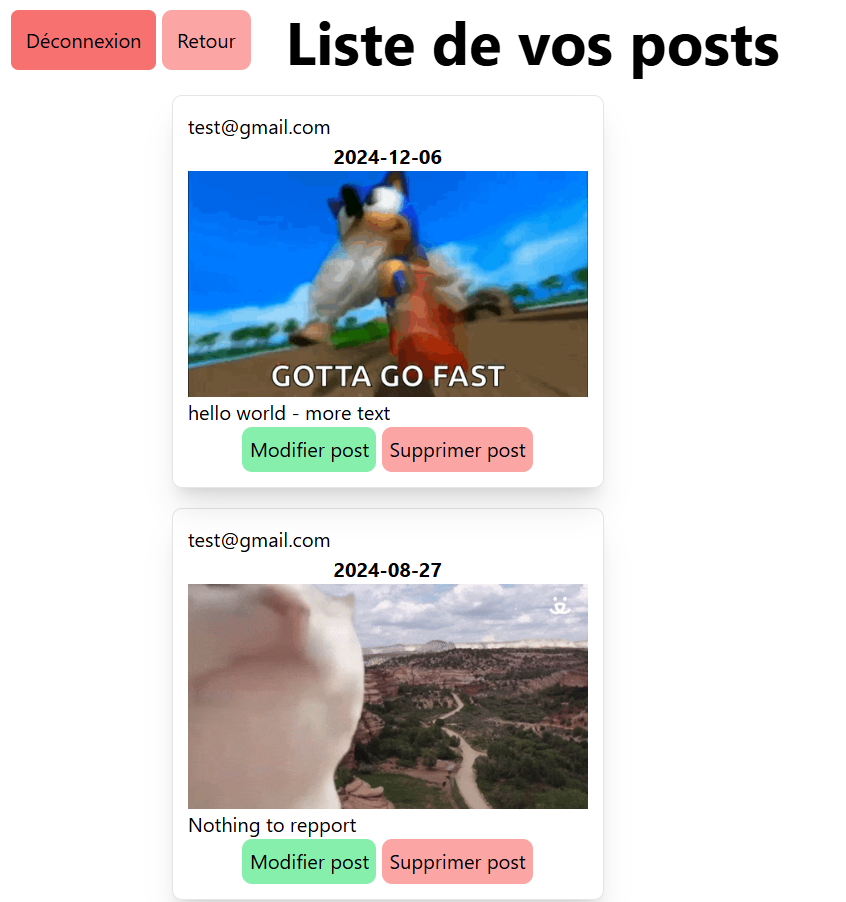 Déconnexion Retour Liste de vos posts
test@gmail.com
2024-12-06
GOTTA GO FAST
hello world - more text
Modifier post Supprimer post
test@gmail.com
2024-08-27
Nothing to repport
Modifier post Supprimer post